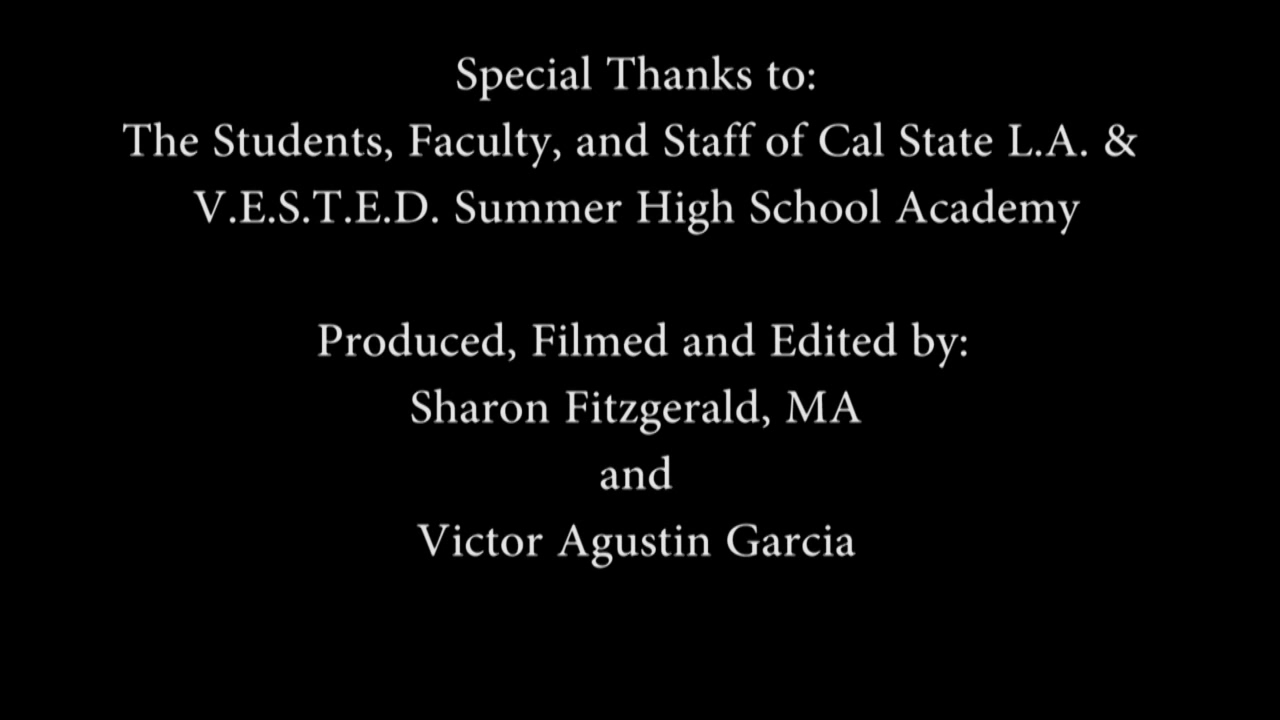 Special Thanks to:
The Students, Faculty, and Staff of Cal State L.A. &
V.E.S.T.E.D. Summer High School Academy
Produced, Filmed and Edited by:
Sharon Fitzgerald, MA
and
Victor Agustin Garcia